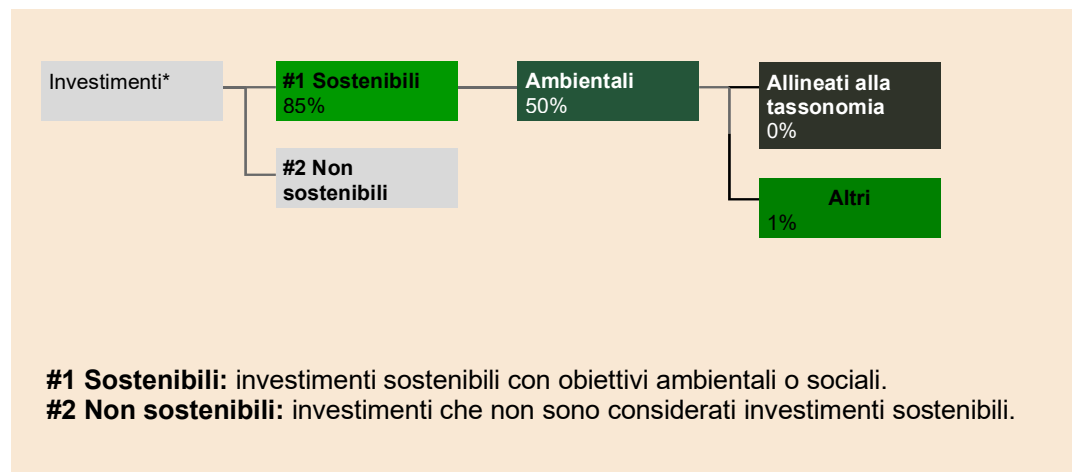 Investimenti*
#1 Sostenibili
85%
#2 Non
sostenibili
Ambientali
50%
Allineati alla
tassonomia
0%
Altri
1%
#1 Sostenibili: investimenti sostenibili con obiettivi ambientali o sociali.
#2 Non sostenibili: investimenti che non sono considerati investimenti sostenibili.